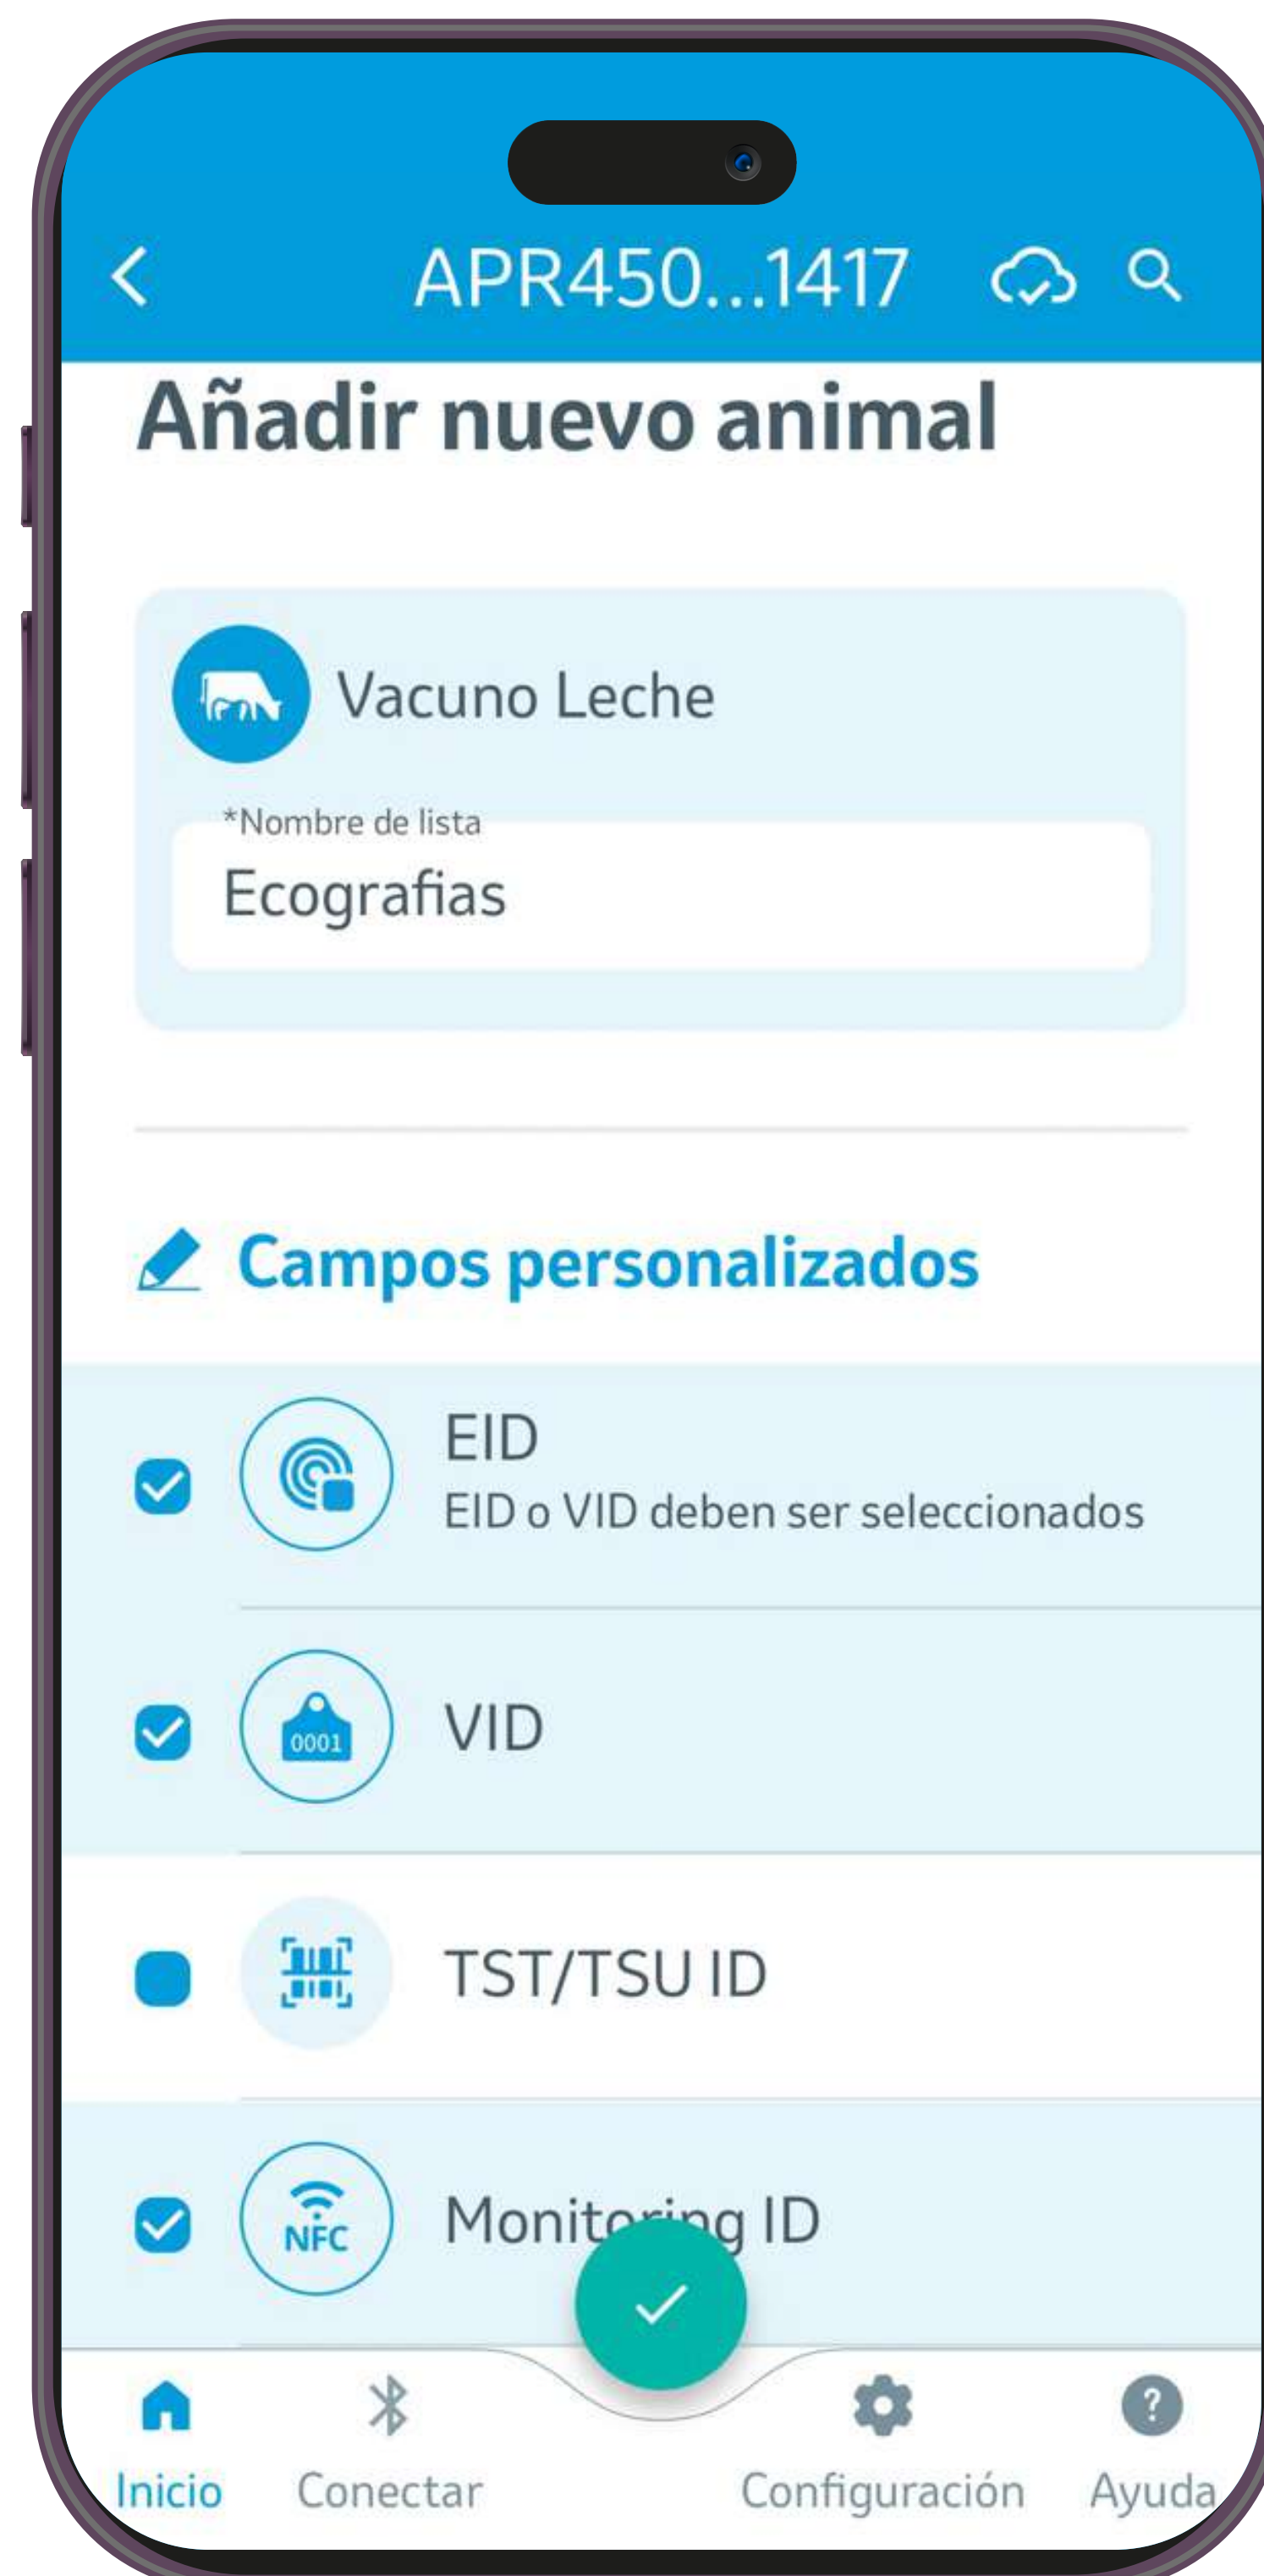 APR450...1417
Añadir nuevo animal
Vacuno Leche
*Nombre de lista
Ecografias
Campos personalizados
EID
EID o VID deben ser seleccionados
0001
VID
TST/TSU ID
NFC
Monitoring ID
Inicio
Conectar
Configuración
Ayuda